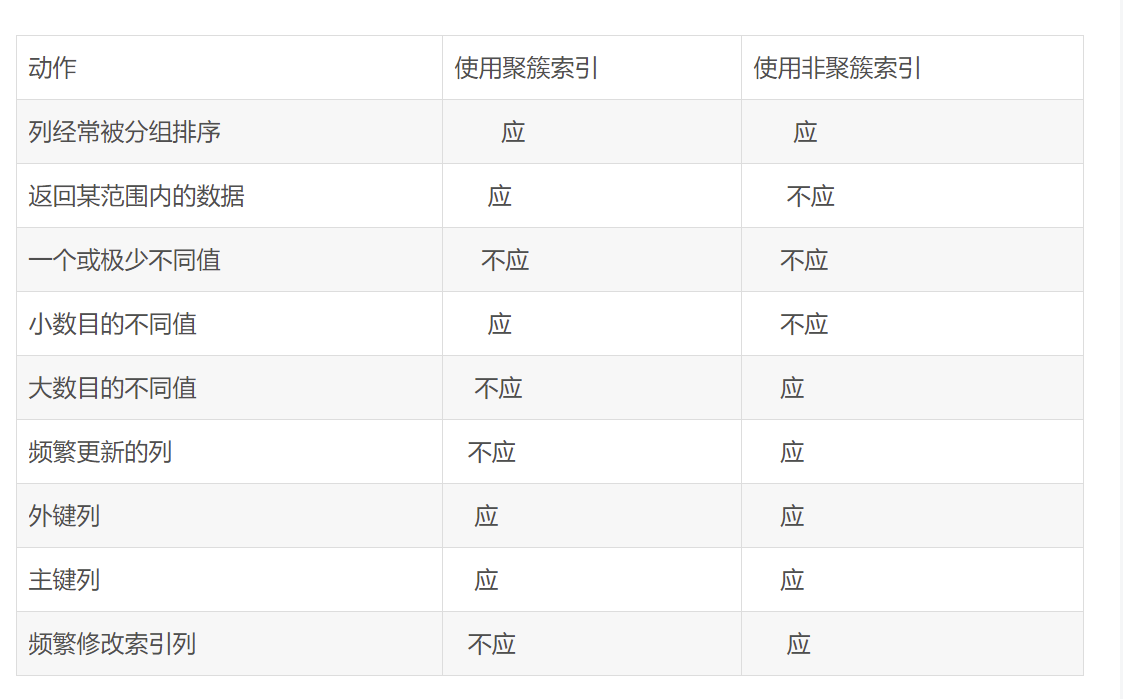 动作 使用聚簇索引 使用非聚簇索引
列经常被分组排序 应 应
返回某范围内的数据 应 不应
一个或极少不同值 不应 不应
小数目的不同值 应 不应
大数目的不同值 不应 应
频繁更新的列 不应 应
外键列 应 应
主键列 应 应
频繁修改索引列 不应 应